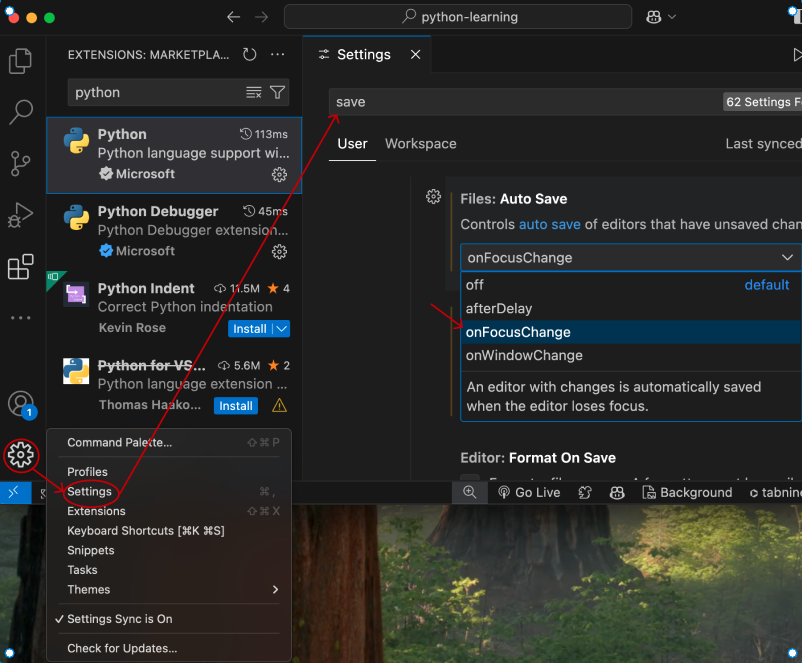 python-learning
EXTENSIONS: MARKETPLA...
python
Python
113ms
Python language support wi...
Microsoft
Python Debugger
45ms
Python Debugger extension...
Microsoft
Python Indent
11.5M
4
Correct Python indentation
Kevin Rose
Install
Python for VS...
5.6M
2
Python language extension ...
Thomas Haako...
Install
1
Settings
save
62 Settings F
User
Workspace
Last synced
Files: Auto Save
Controls auto save of editors that have unsaved chan
onFocusChange
off
default
afterDelay
onFocusChange
onWindowChange
An editor with changes is automatically saved
when the editor loses focus.
Editor: Format On Save
Go Live
Background
tabnine
Command Palette...
⇧⌘P
Profiles
Settings
⌘,
Extensions
⇧⌘X
Keyboard Shortcuts [⌘K ⌘S]
Snippets
Tasks
Themes
✓ Settings Sync is On
Check for Updates...